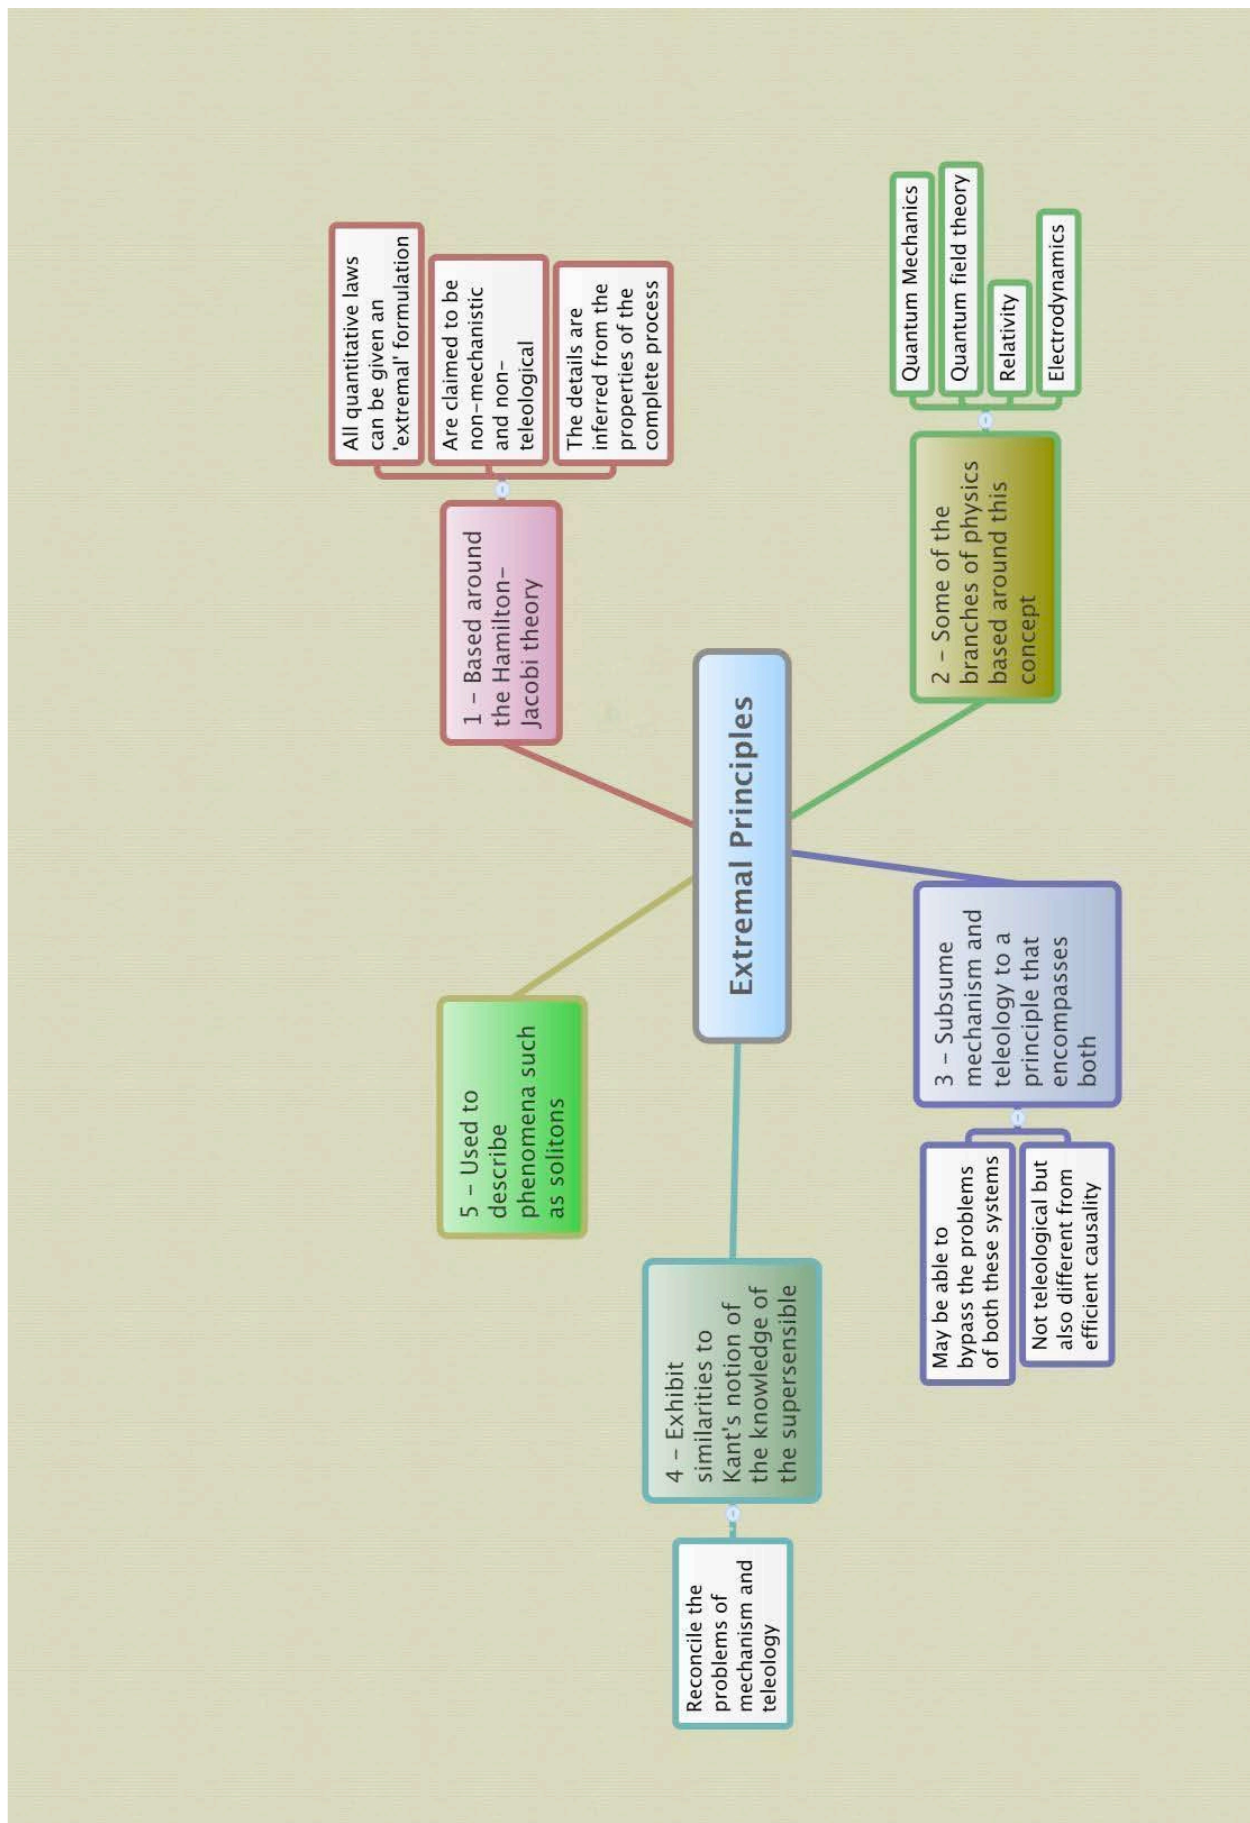 Extremal Principles
1 – Based around
the Hamilton–
Jacobi theory
All quantitative laws
can be given an
'extremal' formulation
Are claimed to be
non–mechanistic
and non–
teleological
The details are
inferred from the
properties of the
complete process
2 – Some of the
branches of physics
based around this
concept
Quantum Mechanics
Quantum field theory
Relativity
Electrodynamics
3 – Subsume
mechanism and
teleology to a
principle that
encompasses
both
May be able to
bypass the problems
of both these systems
Not teleological but
also different from
efficient causality
4 – Exhibit
similarities to
Kant's notion of
the knowledge of
the supersensible
Reconcile the
problems of
mechanism and
teleology
5 – Used to
describe
phenomena such
as solitons